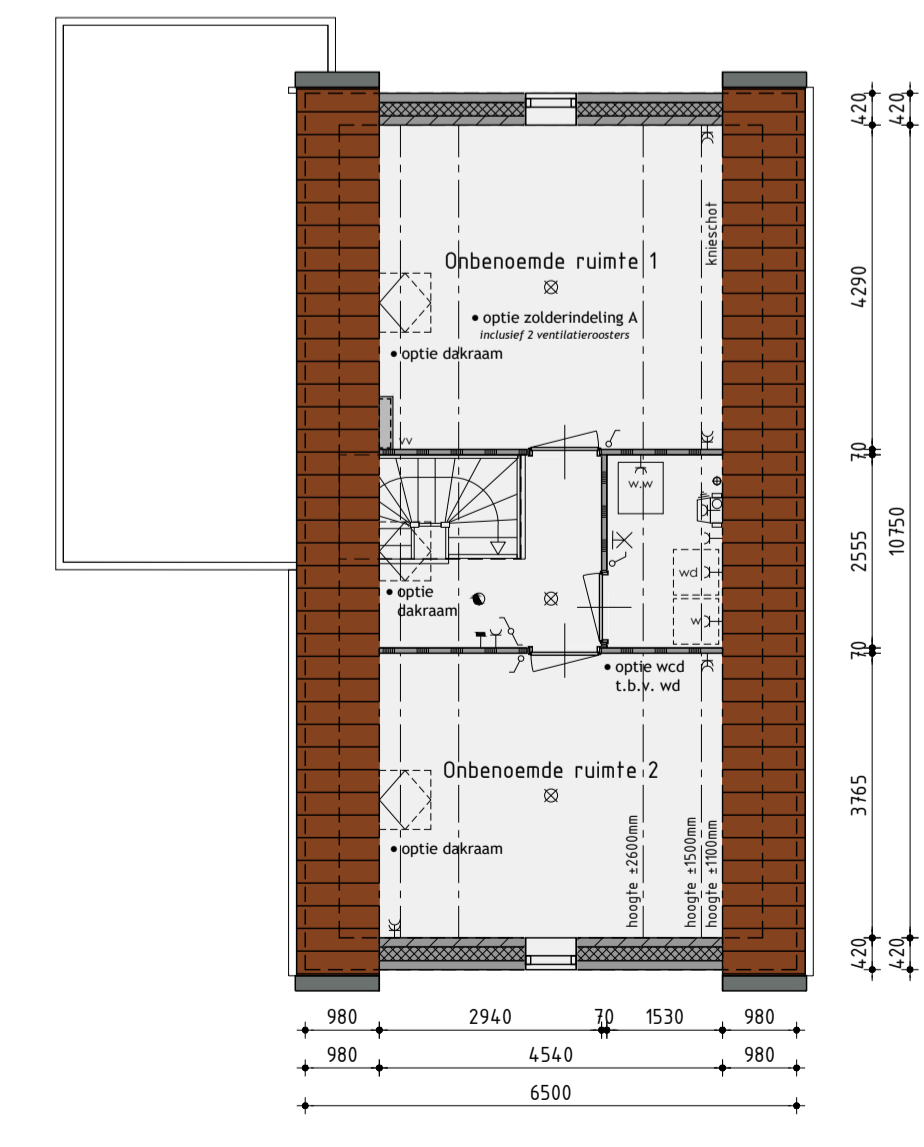 420
420
knieschot
Onbenoemde ruimte 1
• optie zolderindeling A
inclusief 2 ventilatieroosters
• optie dakraam
4290
vv
70
w.w
10750
2555
wd
• optie
dakraam
w
70
• optie wcd
t.b.v. wd
Onbenoemde ruimte 2
3765
• optie dakraam
hoogte ±2600mm
hoogte ±1500mm
hoogte ±1100mm
420
420
980 2940 70 1530 980
980 4540 980
6500